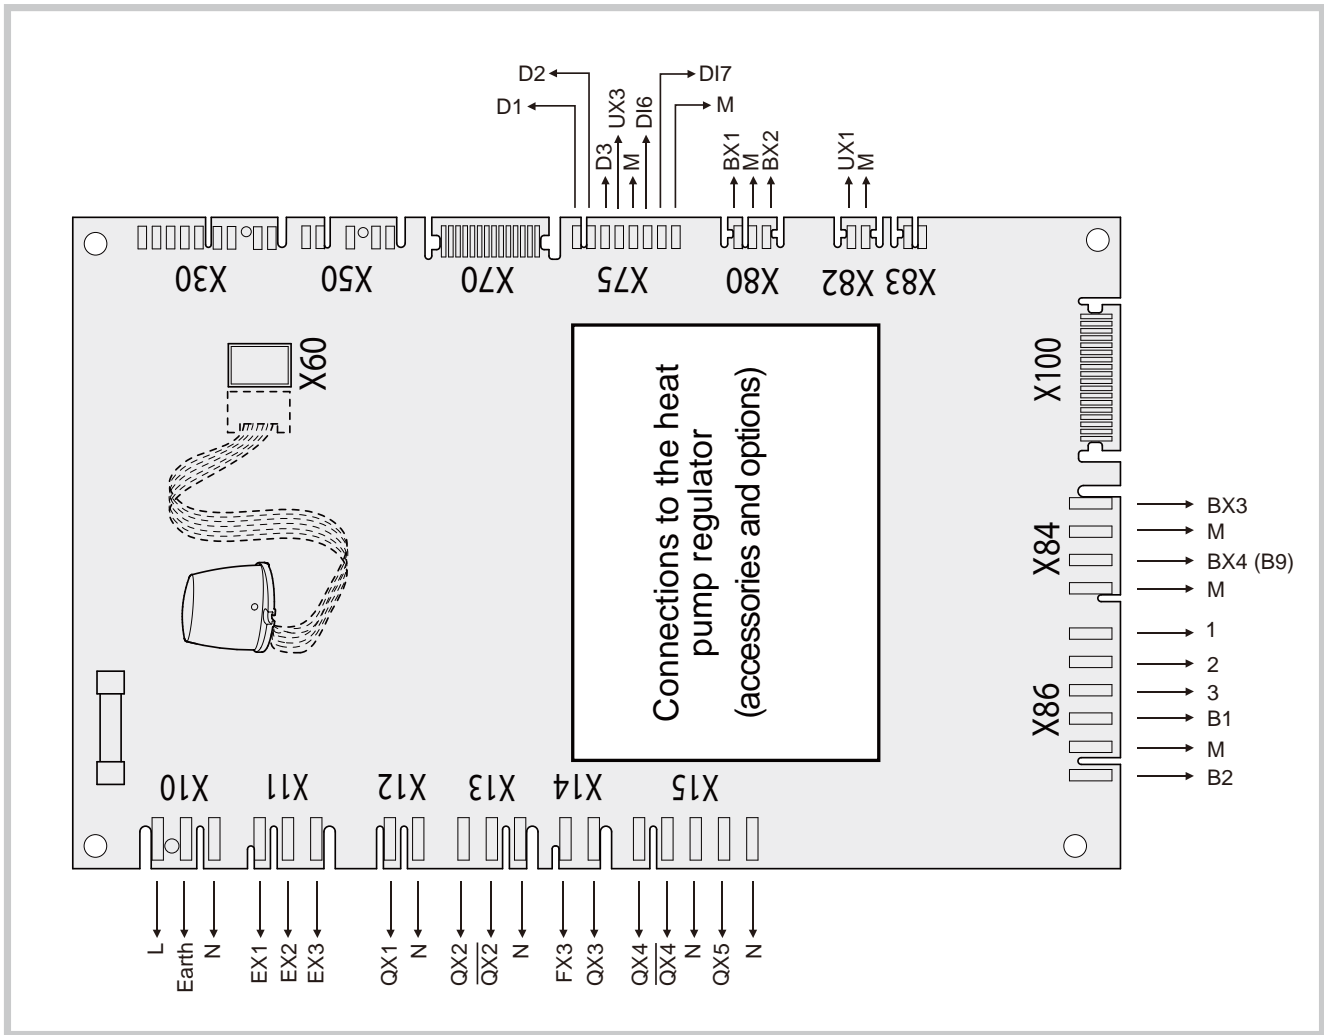 D2
DI7
D1
M
D3
UX3
M
DI6
BX1
M
BX2
UX1
M
X30
X50
X70
X75
X80
X82
X83
X60
X100
Connections to the heat
pump regulator
(accessories and options)
X84
BX3
M
BX4 (B9)
M
X86
1
2
3
B1
M
B2
X10
X11
X12
X13
X14
X15
L
Earth
N
EX1
EX2
EX3
QX1
N
QX2
Q̅X̅2̅
N
FX3
QX3
QX4
Q̅X̅4̅
N
QX5
N